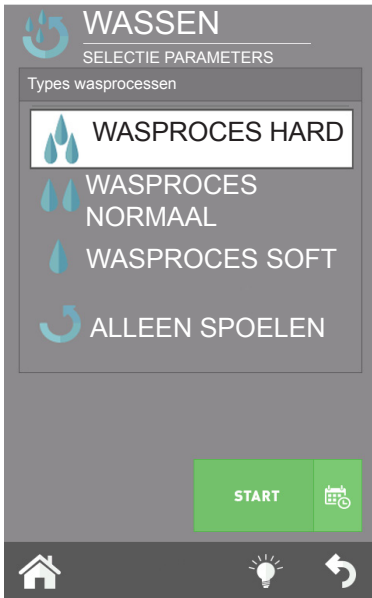 WASSEN
SELECTIE PARAMETERS
Types wasprocessen
WASPROCES HARD
WASPROCES
NORMAAL
WASPROCES SOFT
ALLEEN SPOELEN
START